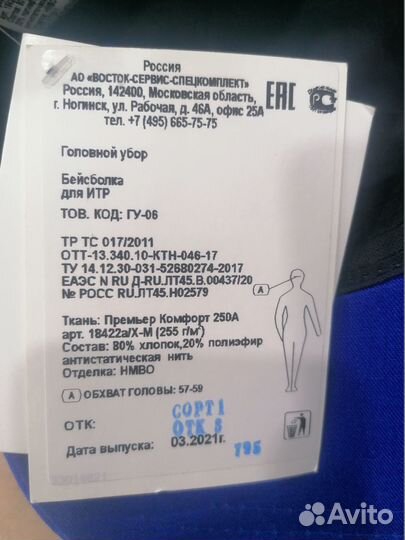 Россия
АО «ВОСТОК-СЕРВИС-СПЕЦКОМПЛЕКТ»
Россия, 142400, Московская область,
г. Ногинск, ул. Рабочая, д. 46А, офис 25А
тел. +7 (495) 665-75-75
ЕАС
Головной убор
Бейсболка
для ИТР
ТОВ. КОД: ГУ-06
ТР ТС 017/2011
ОТТ-13.340.10-КТН-046-17
ТУ 14.12.30-031-52680274-2017
ЕАЭС N RU Д-RU.ЛТ45.В.00437/20
№ РОСС RU.ЛТ45.Н02579
А
Ткань: Премьер Комфорт 250А
арт. 18422а/Х-М (255 г/м²)
Состав: 80% хлопок,20% полиэфир
антистатическая нить
Отделка: НМВО
А ОБХВАТ ГОЛОВЫ: 57-59
ОТК:
СОРТ 1
ОТК 3
Дата выпуска: 03.2021г.
795
Avito